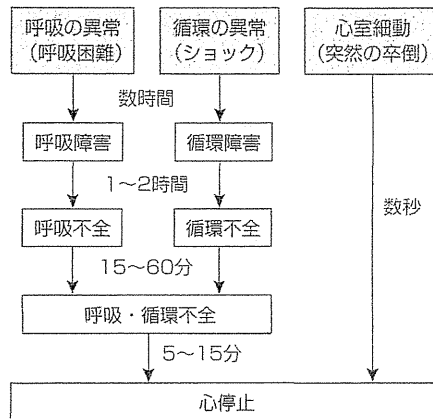 呼吸の異常
(呼吸困難)
循環の異常
(ショック)
心室細動
(突然の卒倒)
数時間
呼吸障害
循環障害
1〜2時間
数秒
呼吸不全
循環不全
15〜60分
呼吸・循環不全
5〜15分
心停止